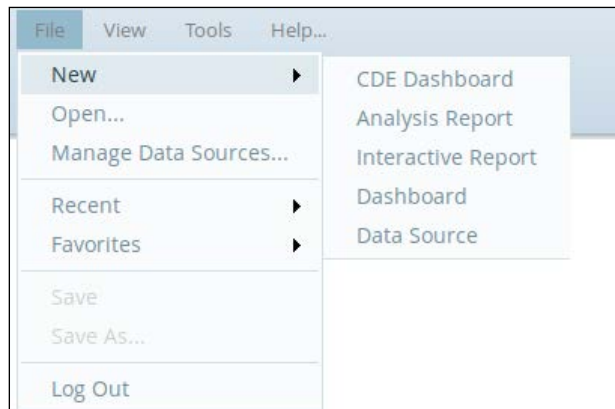 File View Tools Help...
New
Open...
Manage Data Sources...
Recent
Favorites
Save
Save As...
Log Out
CDE Dashboard
Analysis Report
Interactive Report
Dashboard
Data Source